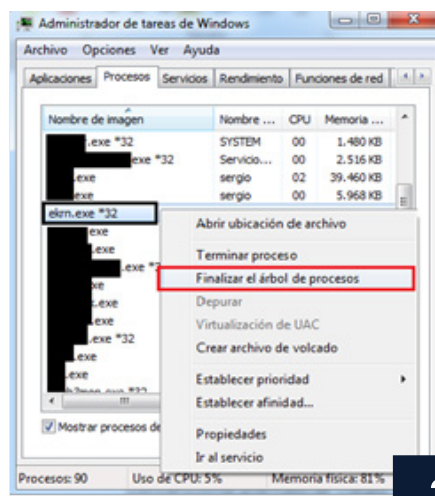 Administrador de tareas de Windows
Archivo Opciones Ver Ayuda
Aplicaciones Procesos Servicios Rendimiento Funciones de red
Nombre de imagen Nombre ... CPU Memoria ...
.exe *32 SYSTEM 00 1.480 KB
exe *32 Servicio... 00 2.516 KB
.exe sergio 02 39.460 KB
exe sergio 00 5.968 KB
ekrn.exe *32
exe
.exe
.exe *
xe
.exe
.exe
.exe *32
.exe
.exe
Abrir ubicación de archivo
Terminar proceso
Finalizar el árbol de procesos
Depurar
Virtualización de UAC
Crear archivo de volcado
Establecer prioridad
Establecer afinidad...
Propiedades
Ir al servicio
Mostrar procesos de
Procesos: 90 Uso de CPU: 5% Memoria física: 81%